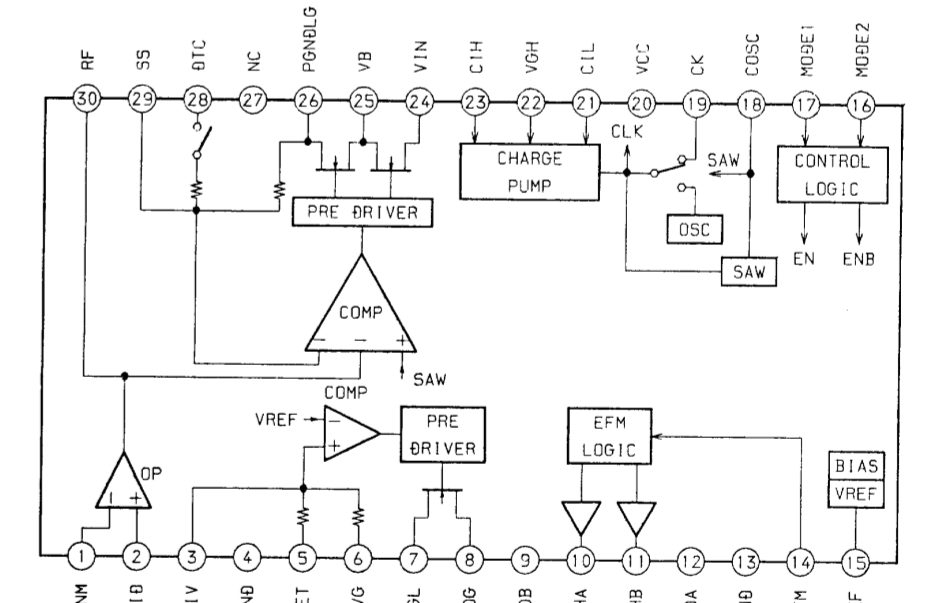 RF SS DTC NC PGNDLG VB VIN C1H VGH C1L VCC CK COSC MODE1 MODE2
30 29 28 27 26 25 24 23 22 21 20 19 18 17 16
CLK
CHARGE
PUMP
SAW
CONTROL
LOGIC
PRE DRIVER
OSC
EN ENB
SAW
COMP
SAW
COMP
VREF
PRE
DRIVER
EFM
LOGIC
BIAS
VREF
OP
1 2 3 4 5 6 7 8 9 10 11 12 13 14 15